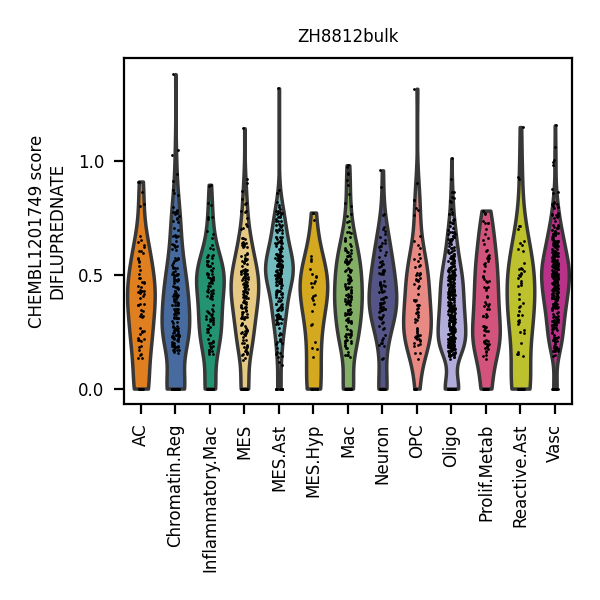 ZH8812bulk
CHEMBL1201749 score
DIFLUPREDNATE
1.0
0.5
0.0
AC
Chromatin.Reg
Inflammatory.Mac
MES
MES.Ast
MES.Hyp
Mac
Neuron
OPC
Oligo
Prolif.Metab
Reactive.Ast
Vasc